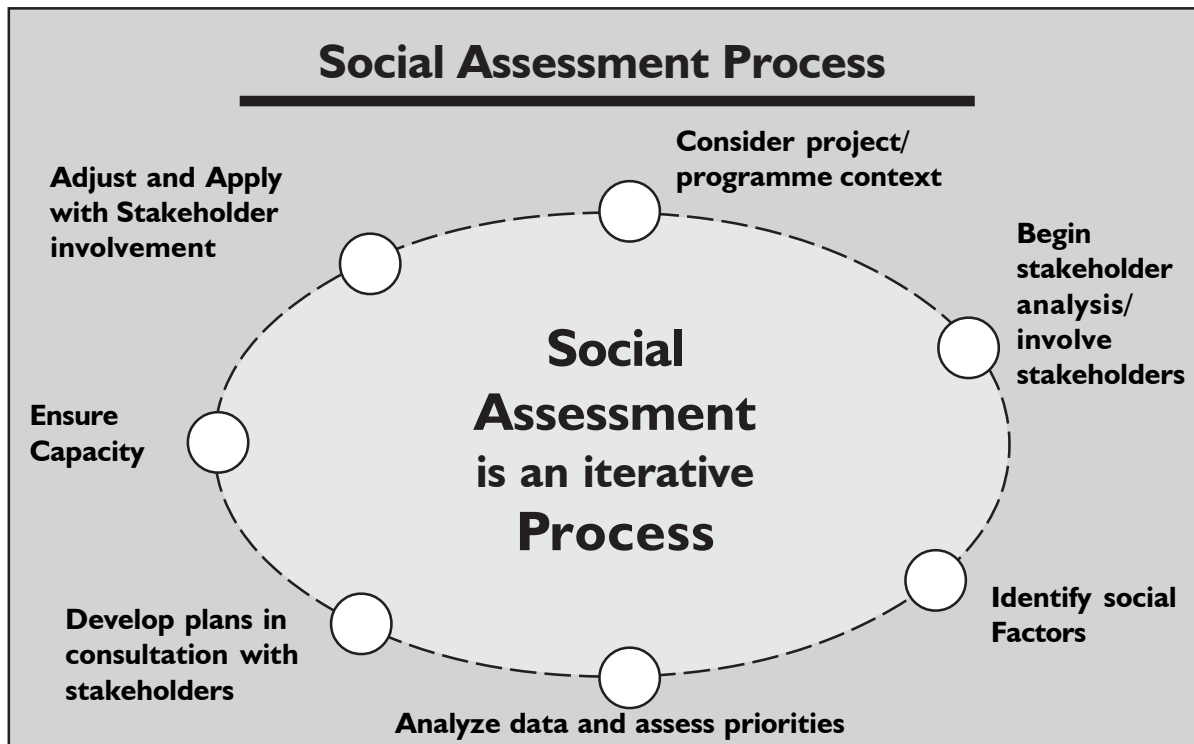 Social Assessment Process
Consider project/
programme context
Begin
stakeholder
analysis/
involve
stakeholders
Identify social
Factors
Analyze data and assess priorities
Develop plans in
consultation with
stakeholders
Ensure
Capacity
Adjust and Apply
with Stakeholder
involvement
Social
Assessment
is an iterative
Process